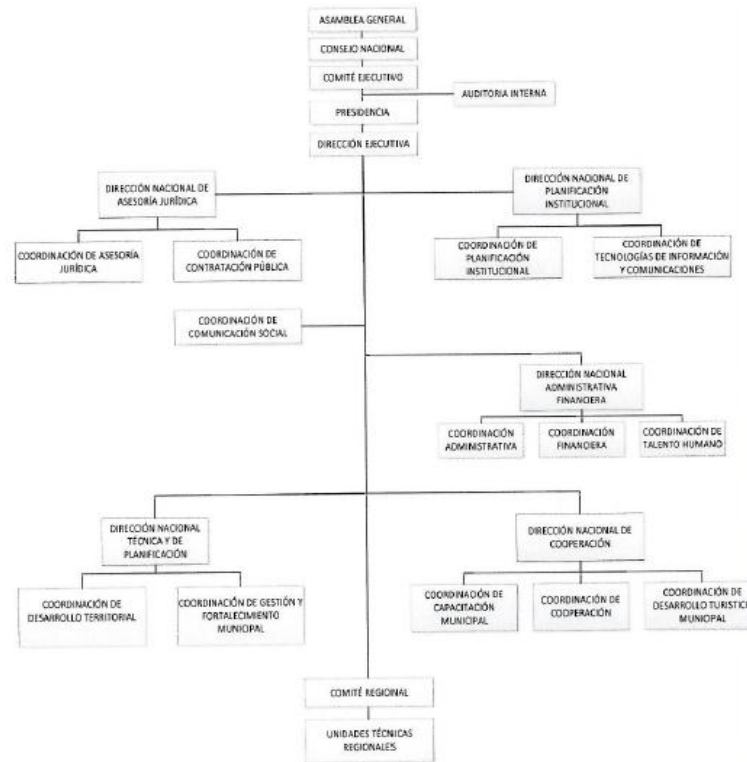 ASAMBLEA GENERAL
CONSEJO NACIONAL
COMITÉ EJECUTIVO
AUDITORIA INTERNA
PRESIDENCIA
DIRECCIÓN EJECUTIVA
DIRECCIÓN NACIONAL DE
ASESORÍA JURÍDICA
DIRECCIÓN NACIONAL DE
PLANIFICACIÓN
INSTITUCIONAL
COORDINACIÓN DE ASESORÍA
JURÍDICA
COORDINACIÓN DE
CONTRATACIÓN PÚBLICA
COORDINACIÓN DE
PLANIFICACIÓN
INSTITUCIONAL
COORDINACIÓN DE
TECNOLOGÍAS DE INFORMACIÓN
Y COMUNICACIONES
COORDINACIÓN DE
COMUNICACIÓN SOCIAL
DIRECCIÓN NACIONAL
ADMINISTRATIVA
FINANCIERA
COORDINACIÓN
ADMINISTRATIVA
COORDINACIÓN
FINANCIERA
COORDINACIÓN DE
TALENTO HUMANO
DIRECCIÓN NACIONAL
TÉCNICA Y DE
PLANIFICACIÓN
DIRECCIÓN NACIONAL DE
COOPERACIÓN
COORDINACIÓN DE
DESARROLLO TERRITORIAL
COORDINACIÓN DE GESTIÓN Y
FORTALECIMIENTO
MUNICIPAL
COORDINACIÓN DE
CAPACITACIÓN
MUNICIPAL
COORDINACIÓN DE
COOPERACIÓN
COORDINACIÓN DE
DESARROLLO TURISTIC
MUNICIPAL
COMITÉ REGIONAL
UNIDADES TÉCNICAS
REGIONALES